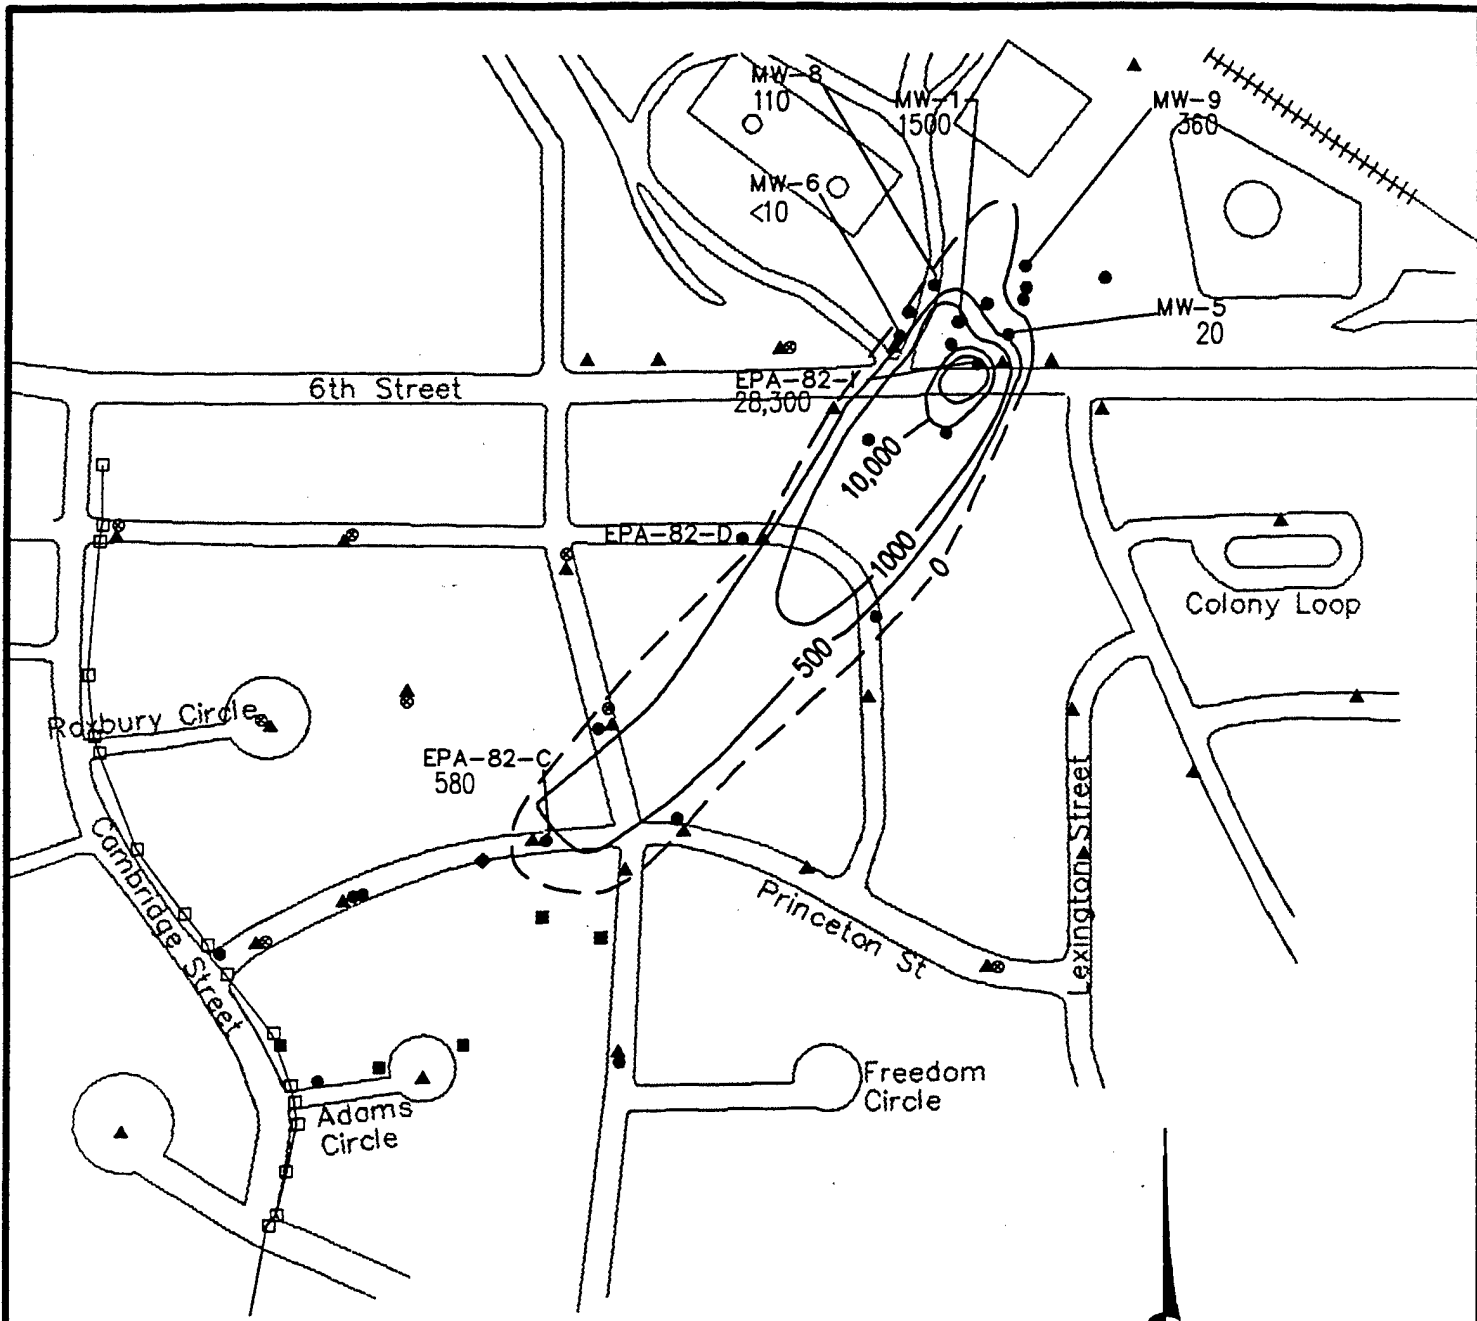 MW-8
110
MW-1
1500
MW-9
360
MW-6
<10
MW-5
20
EPA-82-I
28,300
6th Street
10,000
EPA-82-D
1000
0
Colony Loop
500
Roxbury Circle
EPA-82-C
580
Cambridge Street
Princeton St
Lexington Street
Freedom
Circle
Adams
Circle